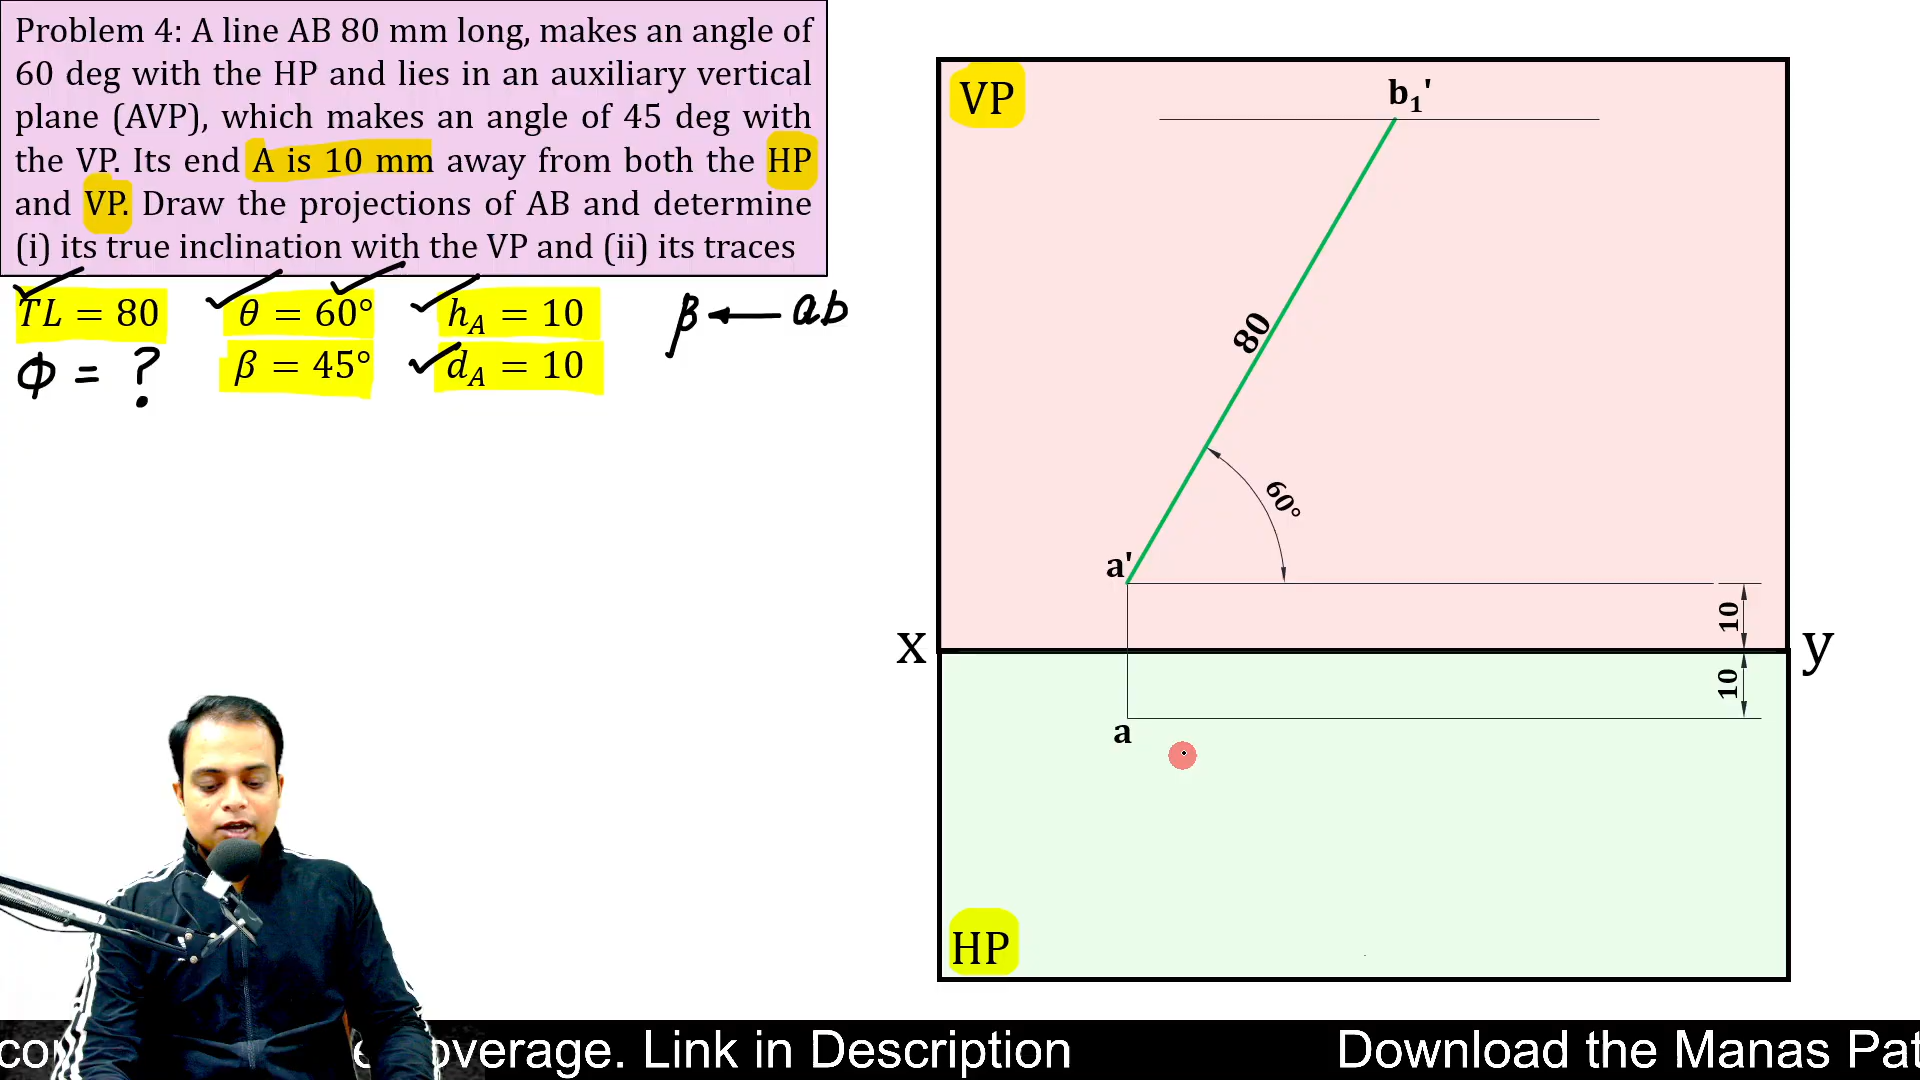 Problem 4: A line AB 80 mm long, makes an angle of
60 deg with the HP and lies in an auxiliary vertical
plane (AVP), which makes an angle of 45 deg with
the VP. Its end A is 10 mm away from both the HP
and VP. Draw the projections of AB and determine
(i) its true inclination with the VP and (ii) its traces
TL = 80 θ = 60° h_A = 10
ϕ = ? β = 45° d_A = 10
β ← ab
VP
b₁'
80
60°
a'
10
x
y
10
a
HP
overage. Link in Description
Download the Manas